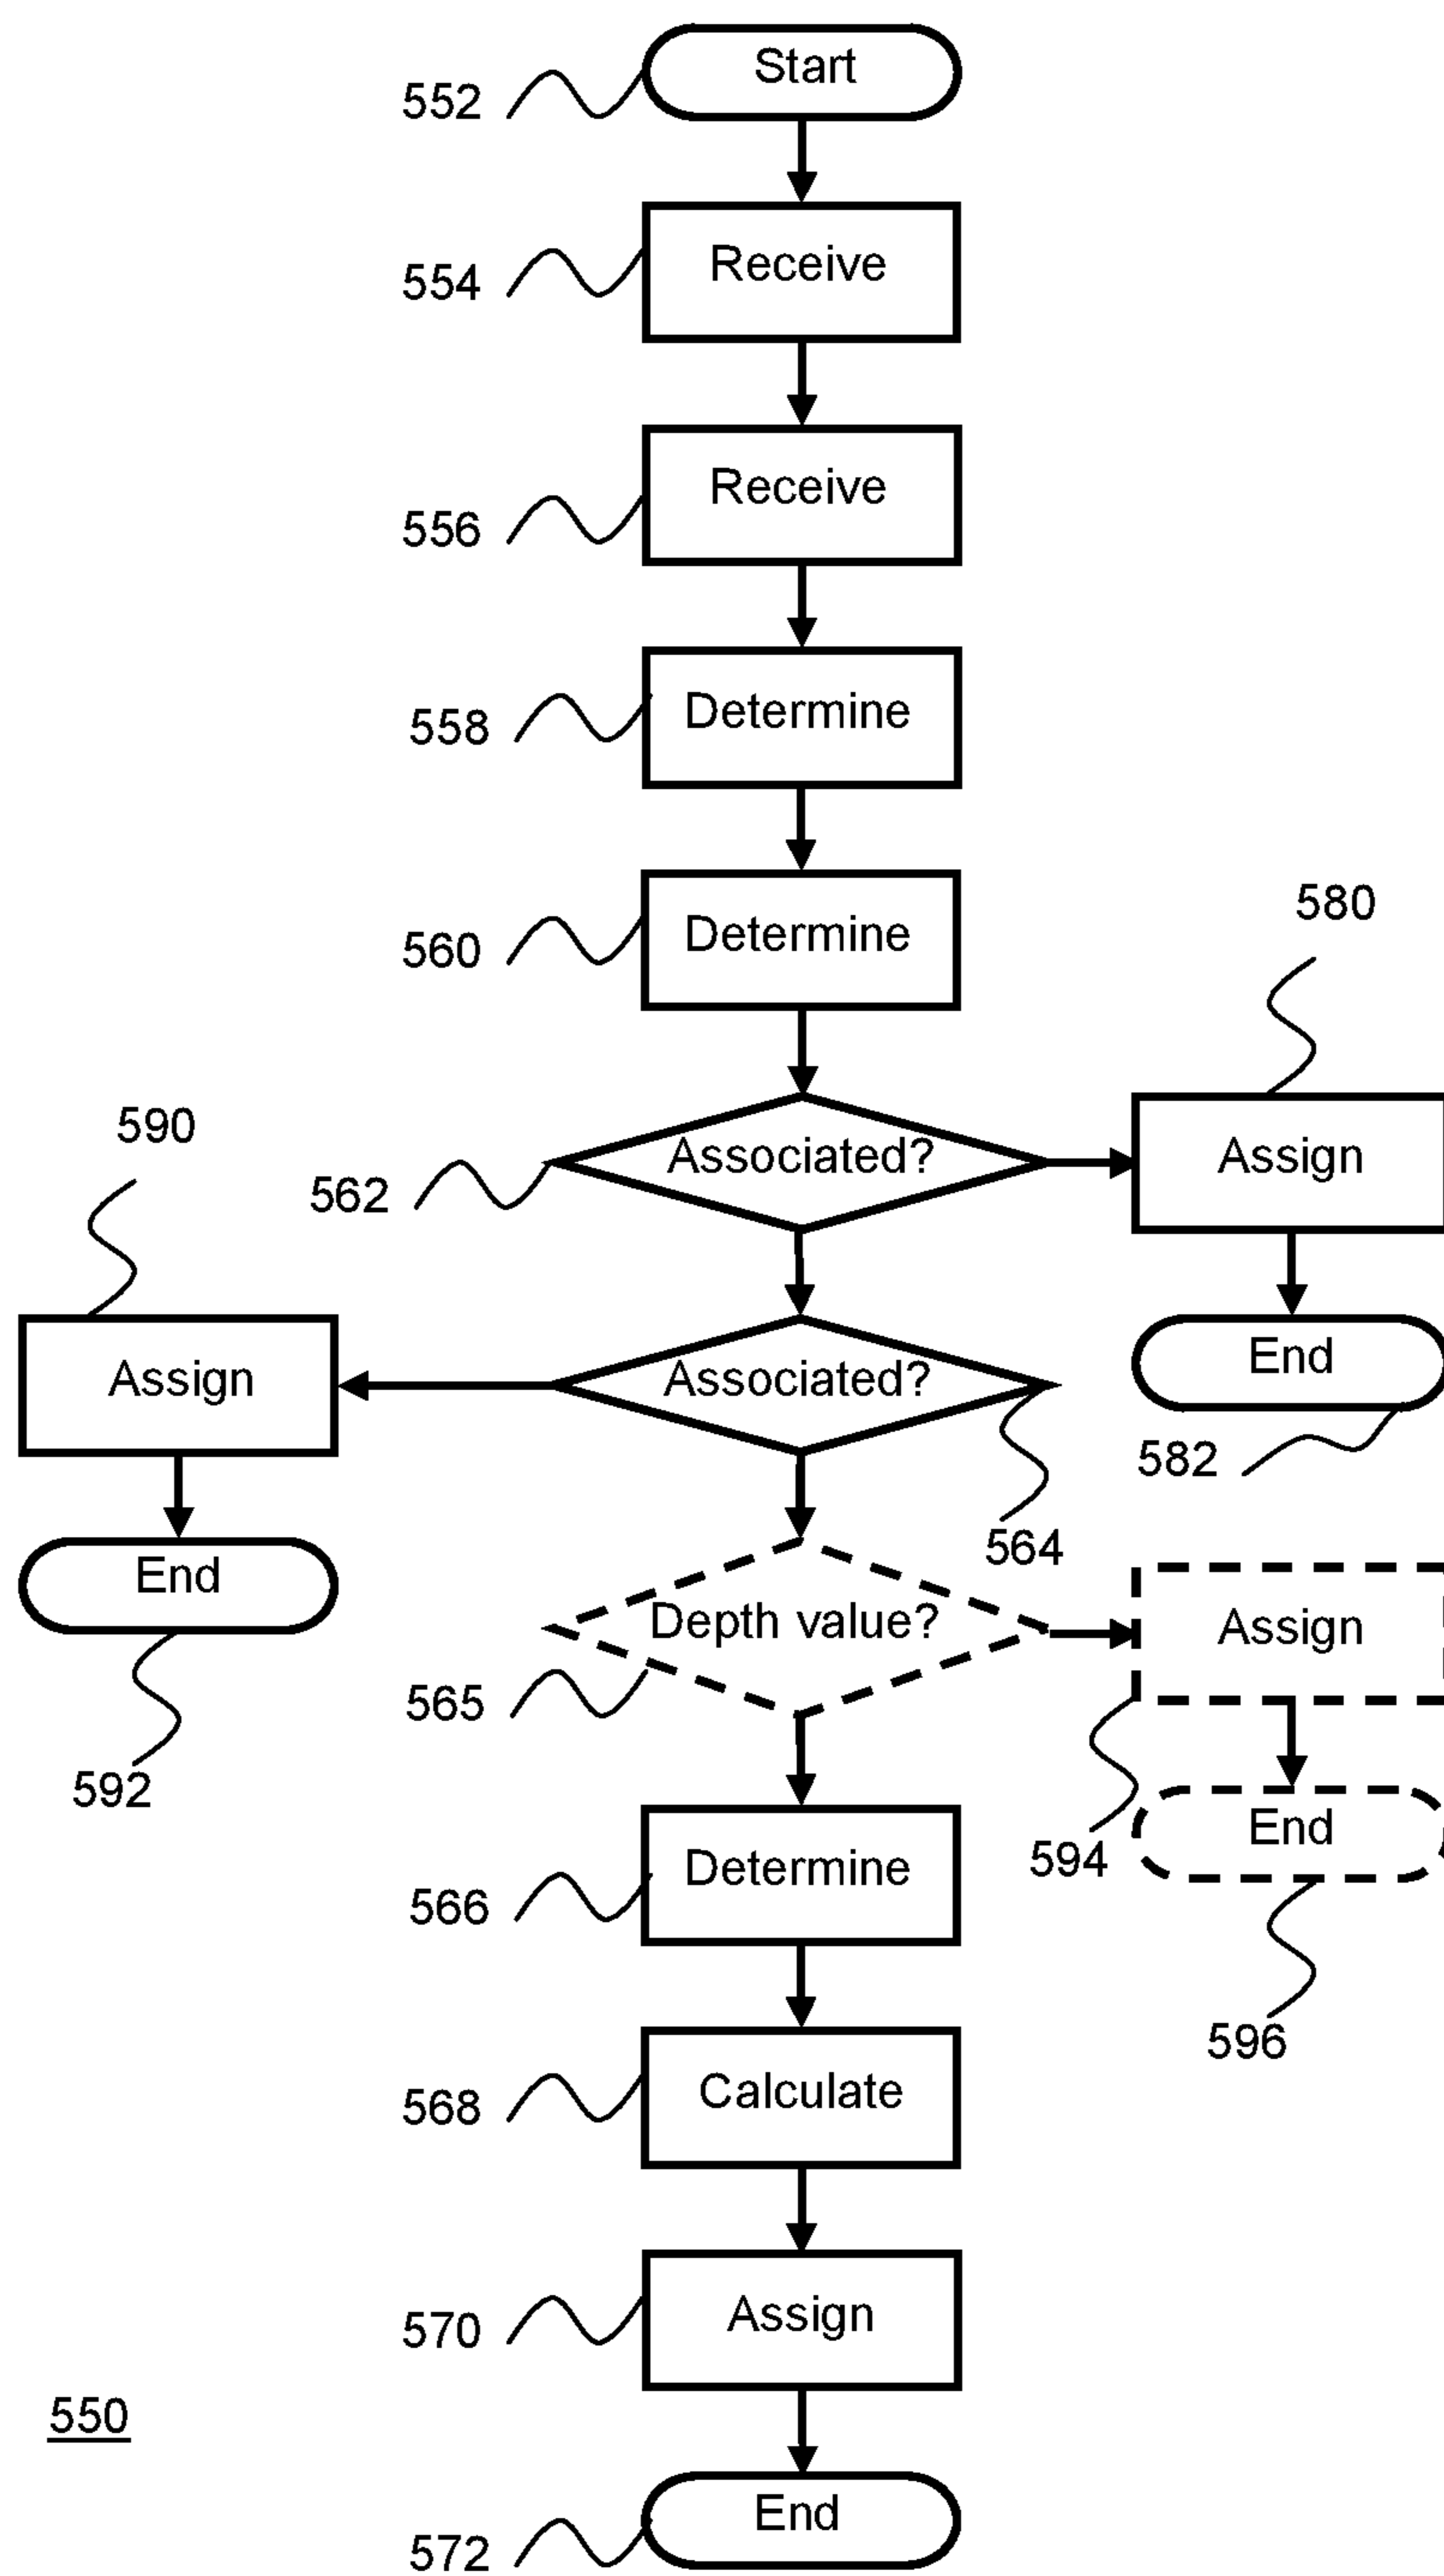 Start
552
Receive
554
Receive
556
Determine
558
Determine
560
580
Associated?
Assign
590
562
Associated?
Assign
End
582
564
End
Depth value?
Assign
565
592
594
End
Determine
566
596
Calculate
568
Assign
570
550
End
572